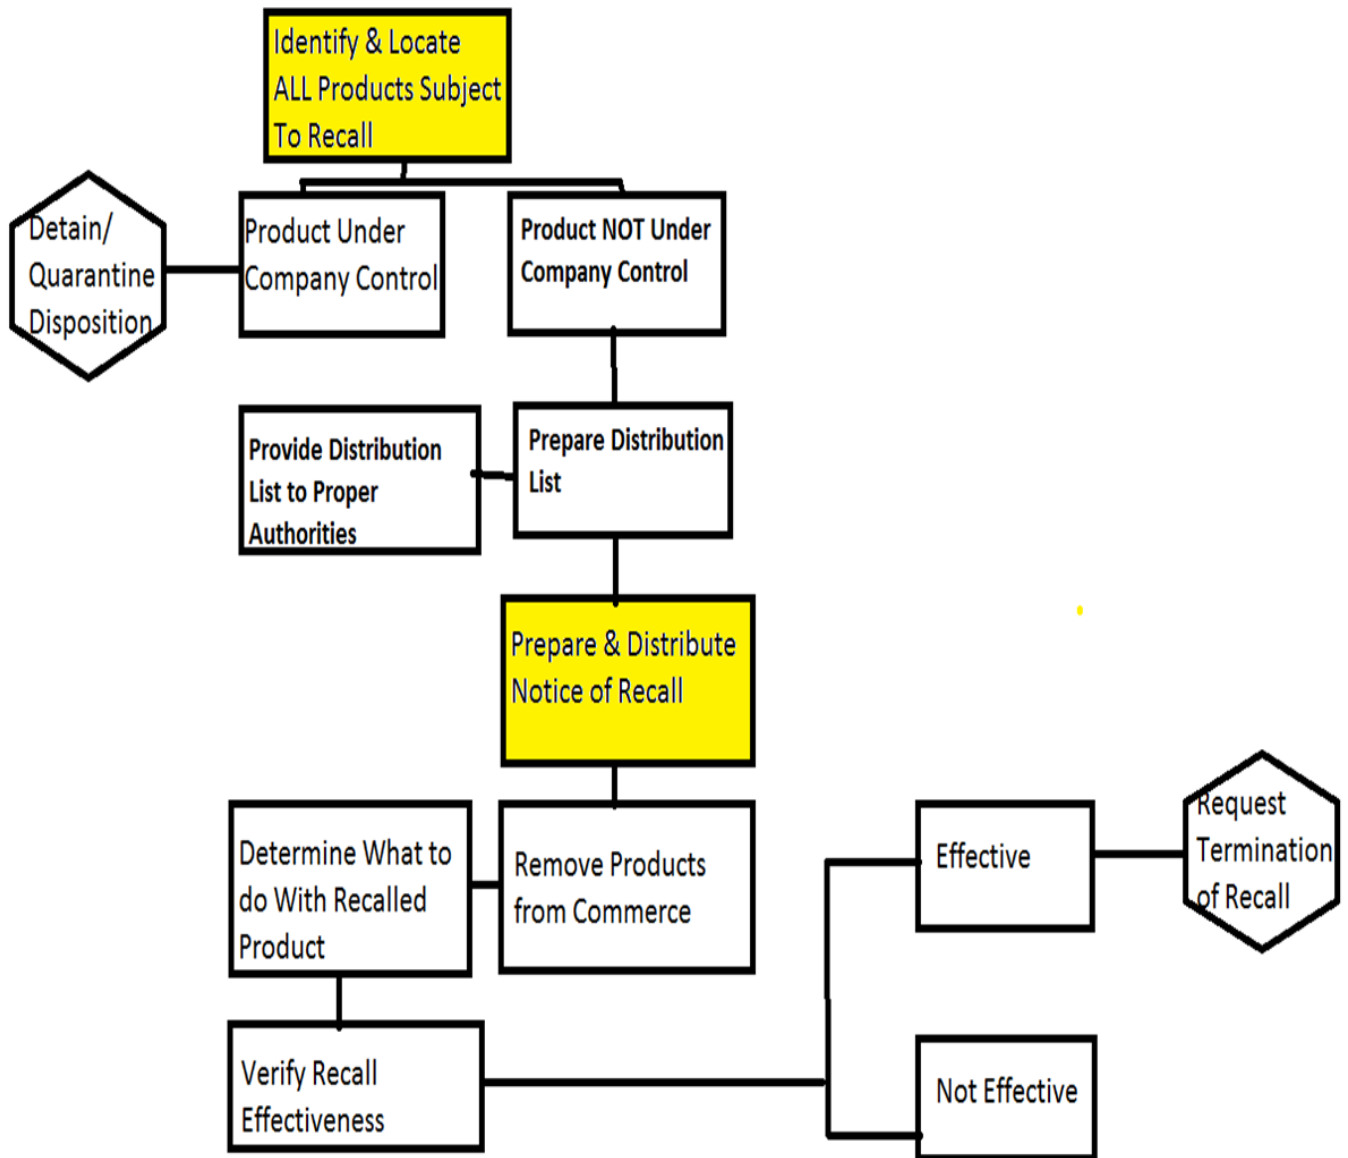 Identify & Locate
ALL Products Subject
To Recall
Detain/
Quarantine
Disposition
Product Under
Company Control
Product NOT Under
Company Control
Provide Distribution
List to Proper
Authorities
Prepare Distribution
List
Prepare & Distribute
Notice of Recall
Determine What to
do With Recalled
Product
Remove Products
from Commerce
Effective
Request
Termination
of Recall
Verify Recall
Effectiveness
Not Effective